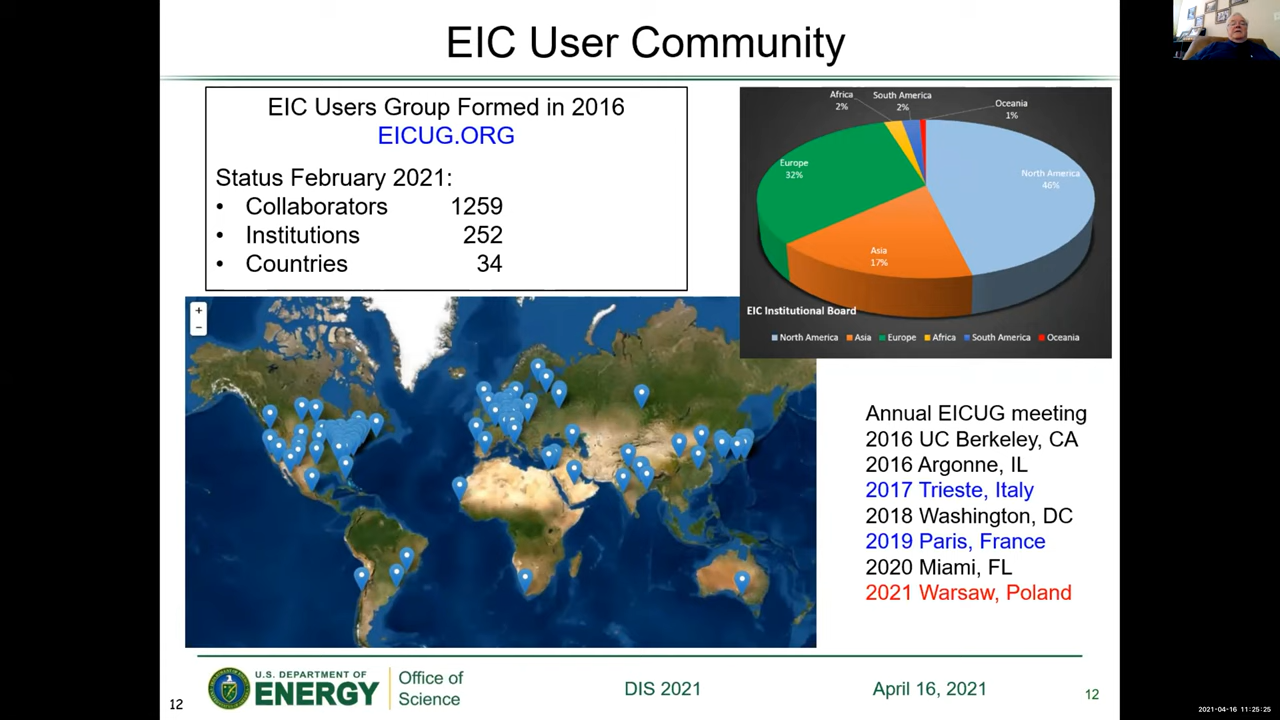 EIC User Community
EIC Users Group Formed in 2016
EICUG.ORG
Status February 2021:
• Collaborators 1259
• Institutions 252
• Countries 34
Africa
2%
South America
2%
Oceania
1%
Europe
32%
North America
46%
Asia
17%
EIC Institutional Board
North America Asia Europe Africa South America Oceania
+
−
Annual EICUG meeting
2016 UC Berkeley, CA
2016 Argonne, IL
2017 Trieste, Italy
2018 Washington, DC
2019 Paris, France
2020 Miami, FL
2021 Warsaw, Poland
U.S. DEPARTMENT OF
ENERGY
Office of
Science
DIS 2021
April 16, 2021
12
12
2021-04-16 11:25:25